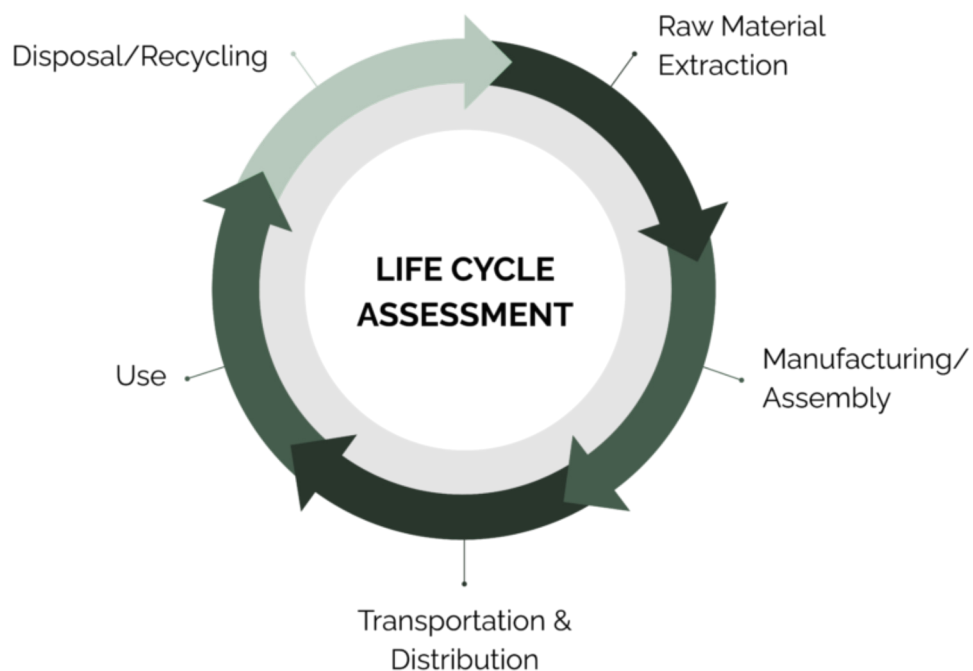 Disposal/Recycling
Raw Material
Extraction
LIFE CYCLE
ASSESSMENT
Use
Manufacturing/
Assembly
Transportation &
Distribution